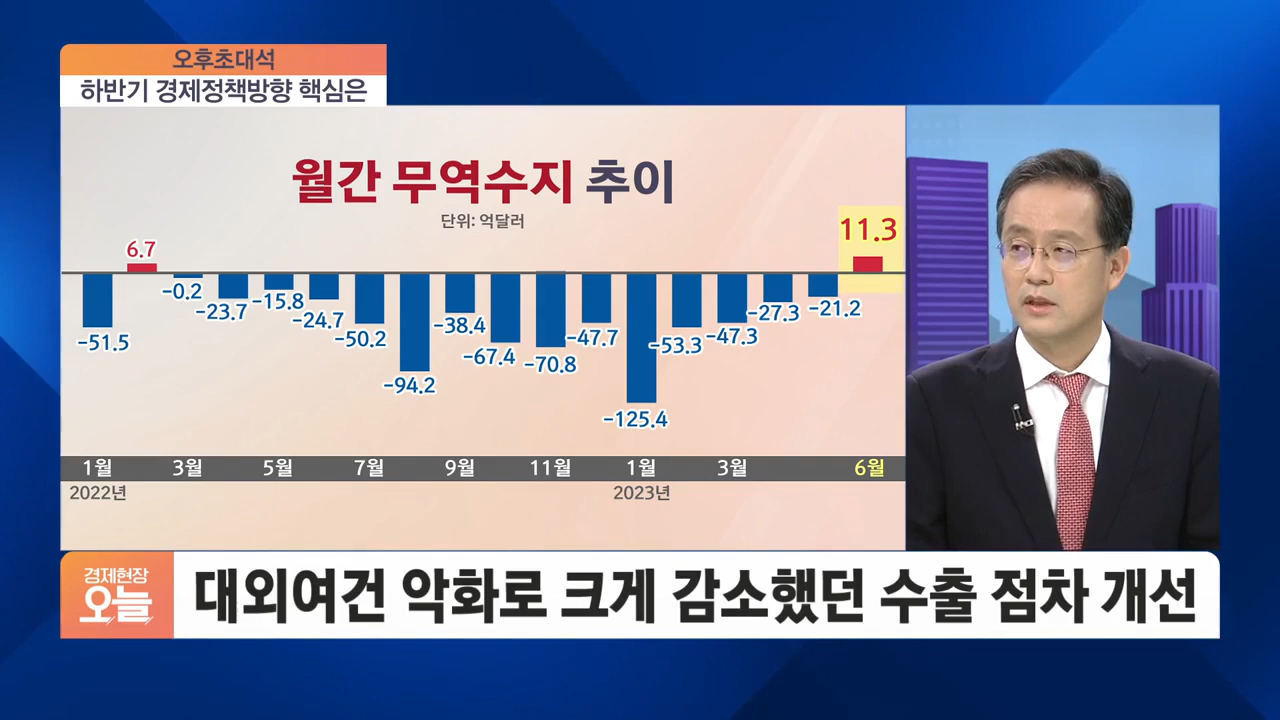 오후초대석
하반기 경제정책방향 핵심은
월간 무역수지 추이
단위: 억달러
11.3
6.7
-0.2
-23.7
-15.8
-24.7
-51.5
-50.2
-94.2
-38.4
-67.4
-70.8
-47.7
-125.4
-53.3
-47.3
-27.3
-21.2
1월 3월 5월 7월 9월 11월 1월 3월 6월
2022년 2023년
경제현장
오늘
대외여건 악화로 크게 감소했던 수출 점차 개선